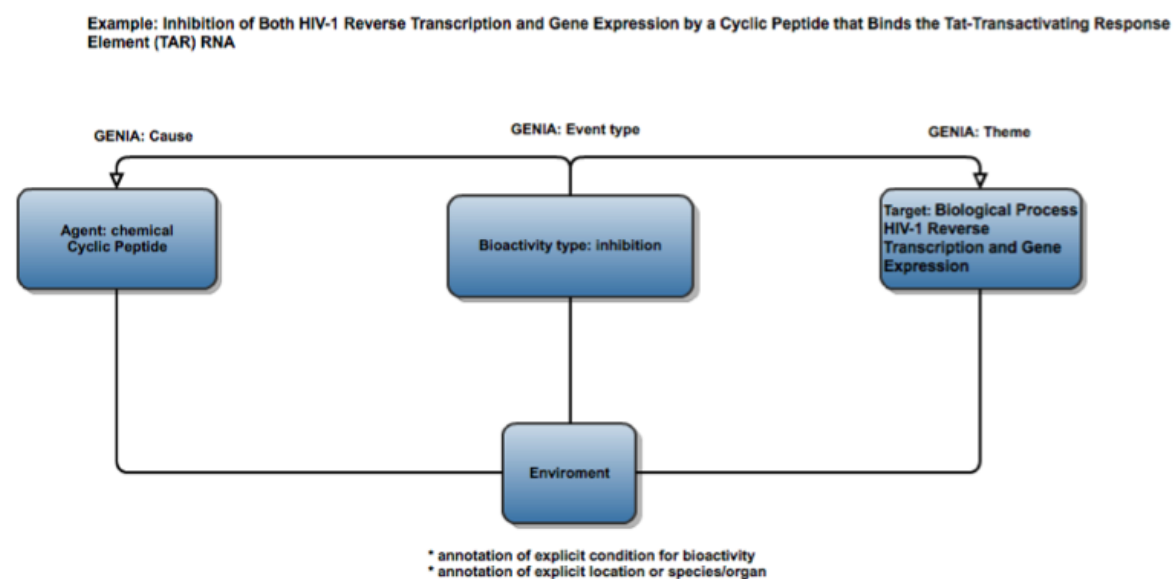 Example: Inhibition of Both HIV-1 Reverse Transcription and Gene Expression by a Cyclic Peptide that Binds the Tat-Transactivating Response
Element (TAR) RNA
GENIA: Cause
GENIA: Event type
GENIA: Theme
Agent: chemical
Cyclic Peptide
Bioactivity type: inhibition
Target: Biological Process
HIV-1 Reverse
Transcription and Gene
Expression
Enviroment
* annotation of explicit condition for bioactivity
* annotation of explicit location or species/organ